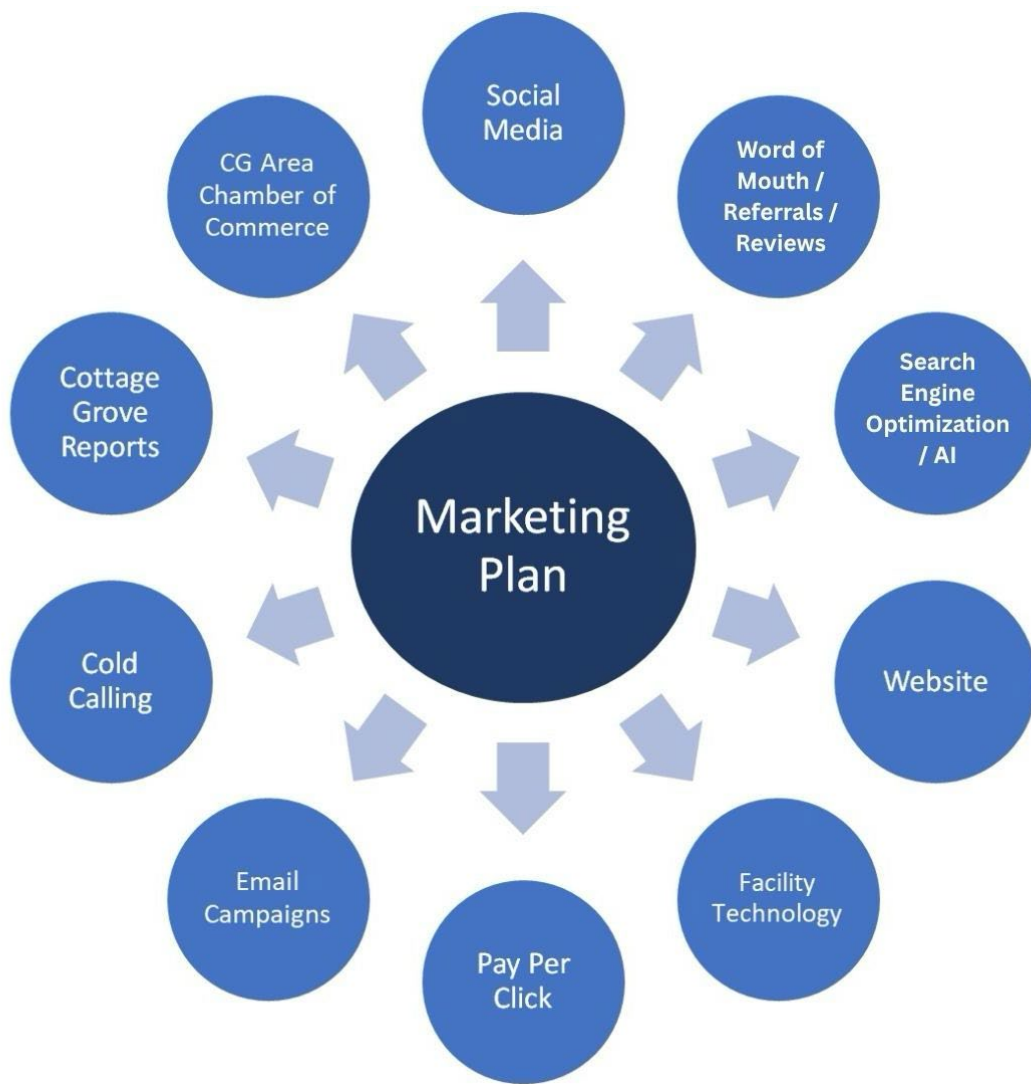 Social
Media
Word of
Mouth /
Referrals /
Reviews
Search
Engine
Optimization
/ AI
Website
Facility
Technology
Pay Per
Click
Email
Campaigns
Cold
Calling
Cottage
Grove
Reports
CG Area
Chamber of
Commerce
Marketing
Plan